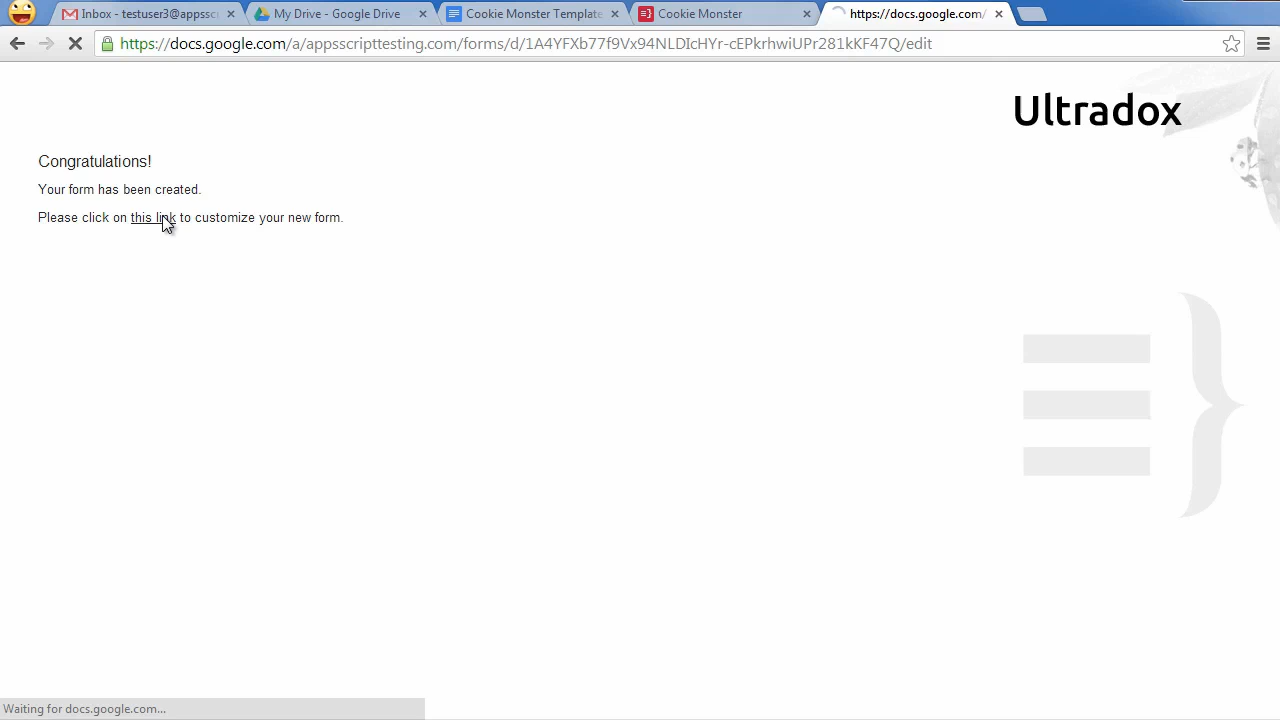 Inbox - testuser3@appssc
My Drive - Google Drive
Cookie Monster Template
Cookie Monster
https://docs.google.com/
https://docs.google.com/a/appsscripttesting.com/forms/d/1A4YFXb77f9Vx94NLDIcHYr-cEPkrhwiUPr281kKF47Q/edit
Ultradox
Congratulations!
Your form has been created.
Please click on this link to customize your new form.
Waiting for docs.google.com...